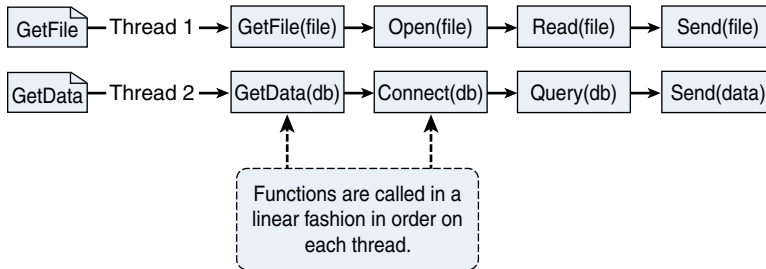 GetFile Thread 1 GetFile(file) Open(file) Read(file) Send(file)
GetData Thread 2 GetData(db) Connect(db) Query(db) Send(data)
Functions are called in a
linear fashion in order on
each thread.